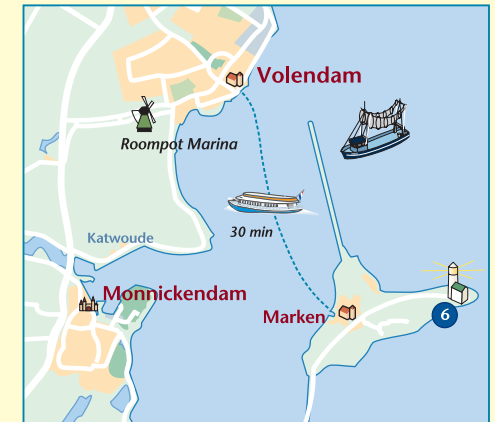 Volendam
Roompot Marina
30 min
Katwoude
Monnickendam
Marken
6